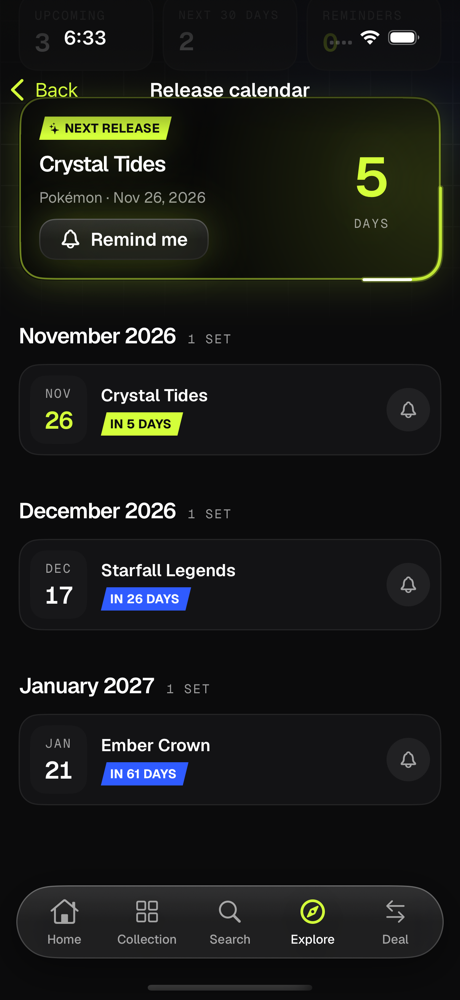 UPCOMING
NEXT 30 DAYS
REMINDERS
3
2
0
6:33
Back
Release calendar
NEXT RELEASE
Crystal Tides
Pokémon · Nov 26, 2026
Remind me
5
DAYS
November 2026 1 SET
NOV
26
Crystal Tides
IN 5 DAYS
December 2026 1 SET
DEC
17
Starfall Legends
IN 26 DAYS
January 2027 1 SET
JAN
21
Ember Crown
IN 61 DAYS
Home
Collection
Search
Explore
Deal